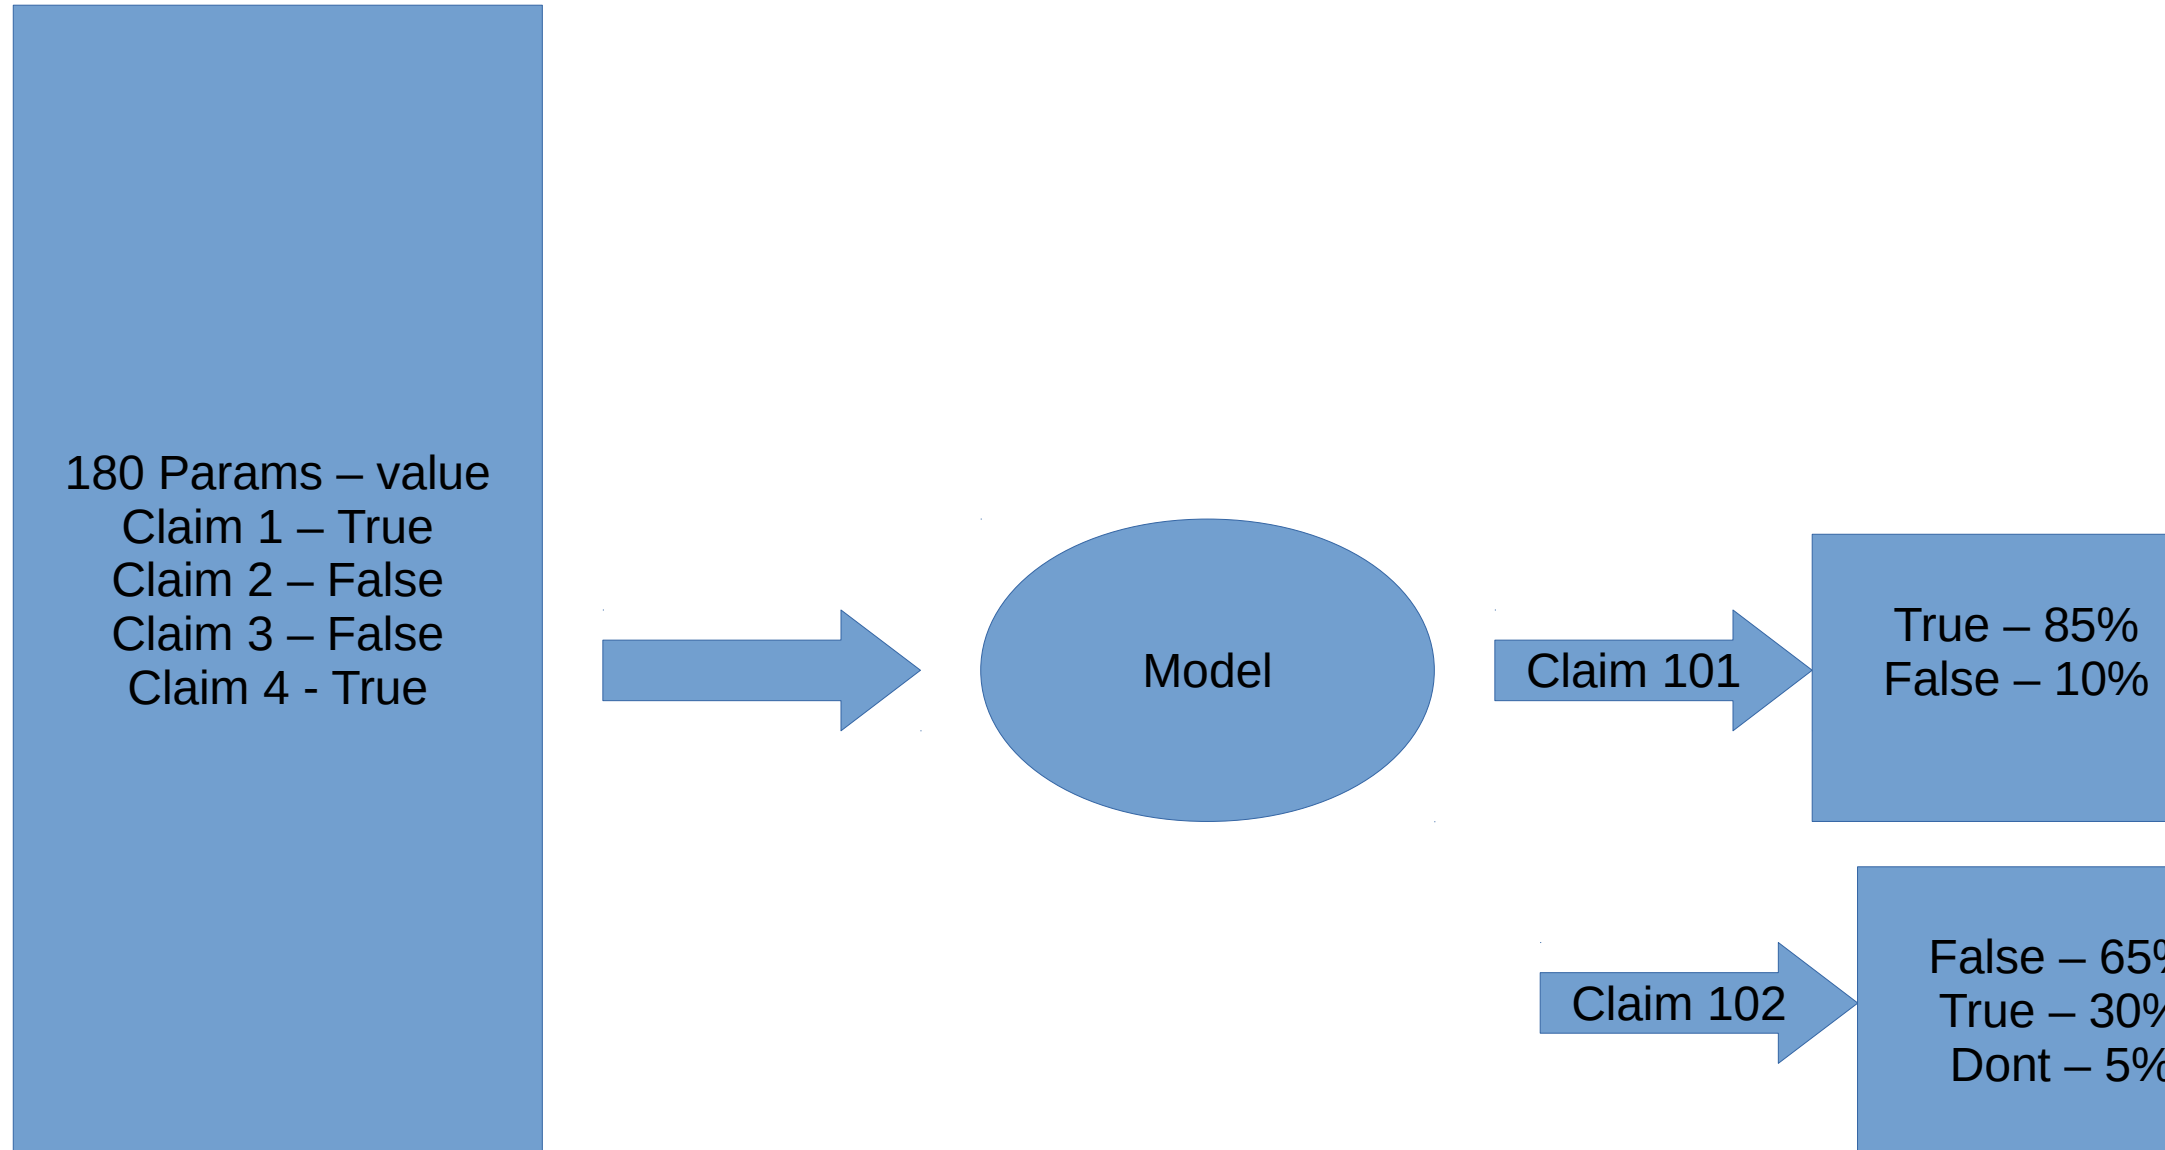 180 Params – value
Claim 1 – True
Claim 2 – False
Claim 3 – False
Claim 4 - True
Model
Claim 101
True – 85%
False – 10%
Claim 102
False – 65%
True – 30%
Dont – 5%